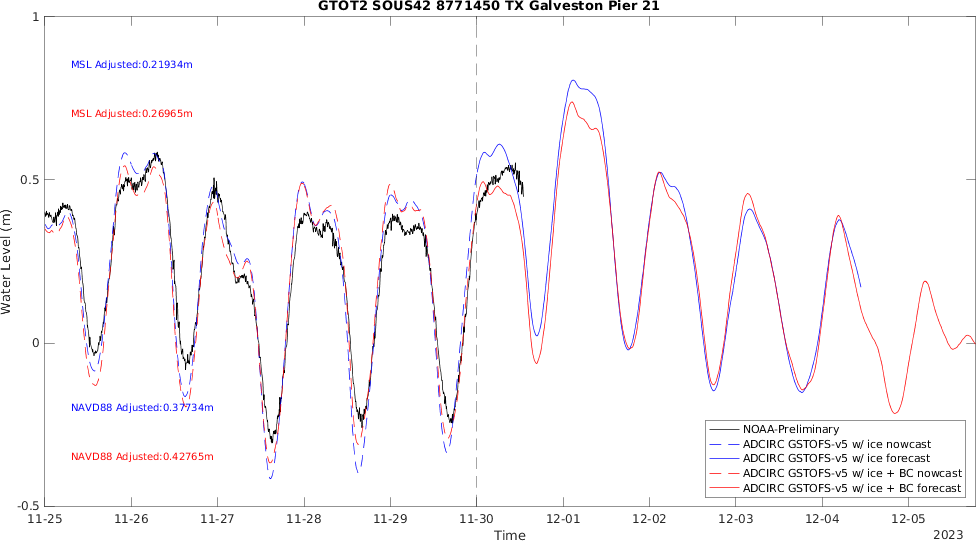 GTOT2 SOUS42 8771450 TX Galveston Pier 21
1
MSL Adjusted:0.21934m
MSL Adjusted:0.26965m
0.5
Water Level (m)
0
NAVD88 Adjusted:0.37734m
NAVD88 Adjusted:0.42765m
NOAA-Preliminary
ADCIRC GSTOFS-v5 w/ ice nowcast
ADCIRC GSTOFS-v5 w/ ice forecast
ADCIRC GSTOFS-v5 w/ ice + BC nowcast
ADCIRC GSTOFS-v5 w/ ice + BC forecast
-0.5
11-25 11-26 11-27 11-28 11-29 11-30 12-01 12-02 12-03 12-04 12-05
Time
2023